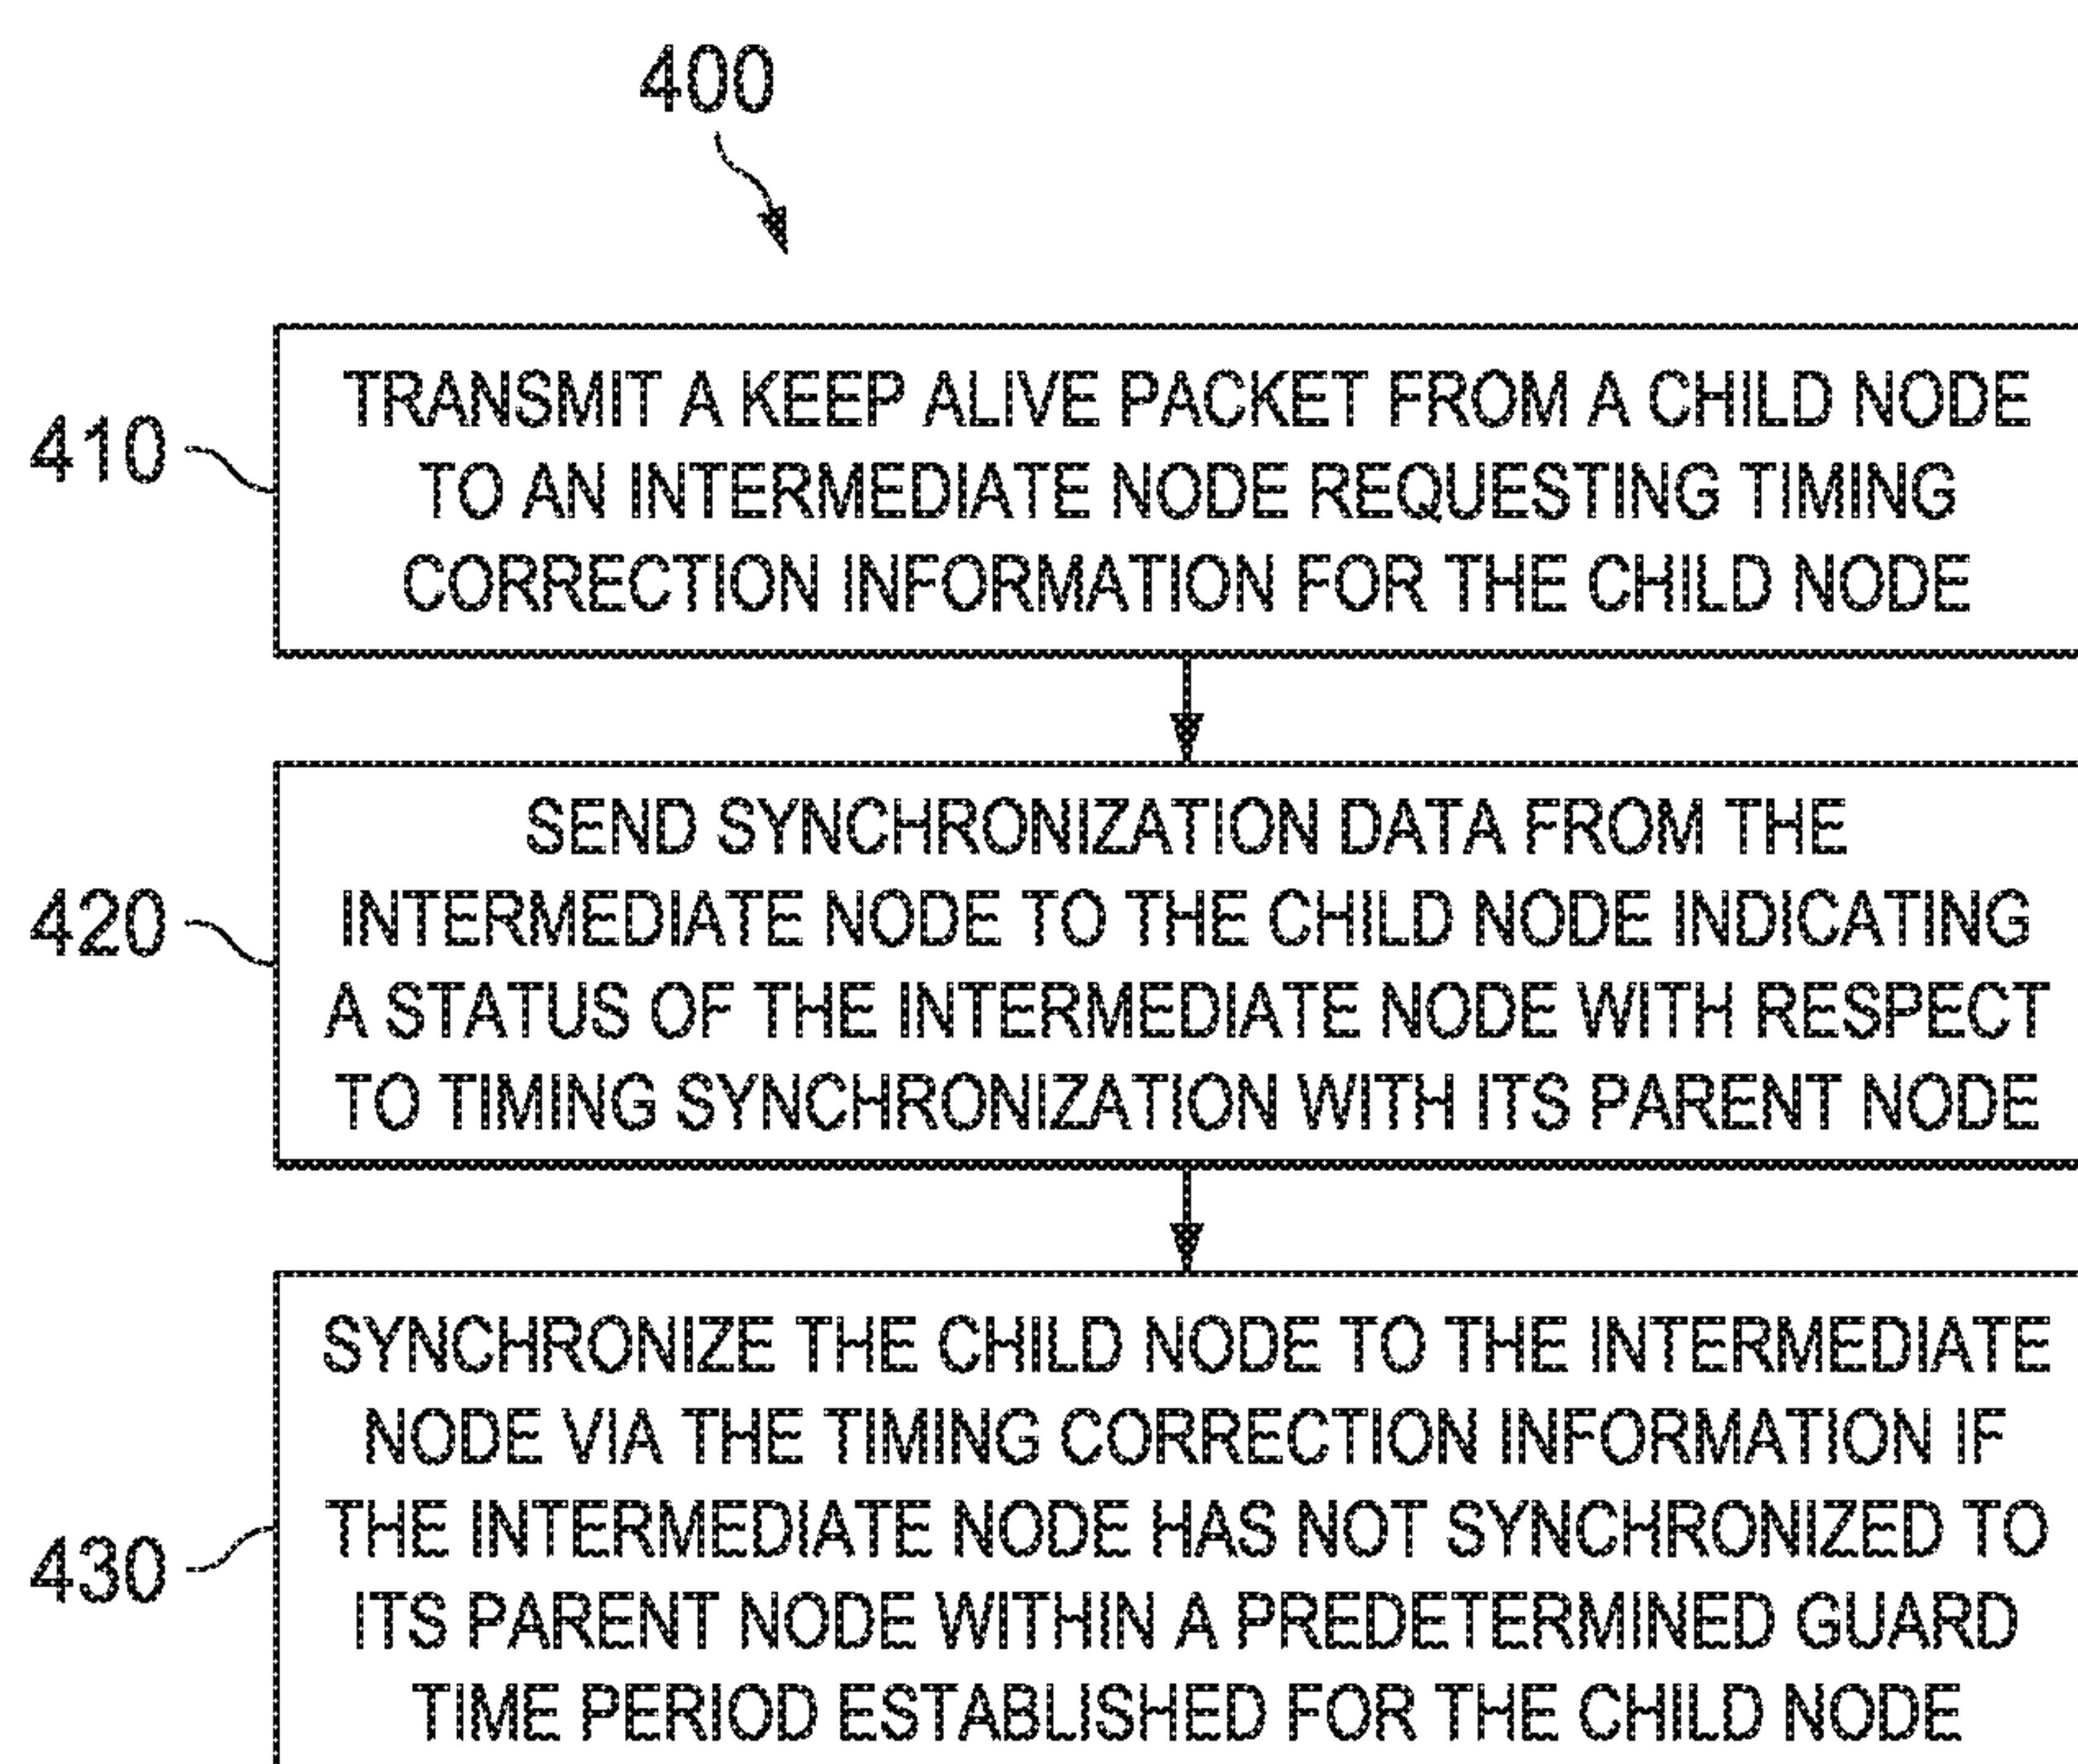 400
410
TRANSMIT A KEEP ALIVE PACKET FROM A CHILD NODE
TO AN INTERMEDIATE NODE REQUESTING TIMING
CORRECTION INFORMATION FOR THE CHILD NODE
420
SEND SYNCHRONIZATION DATA FROM THE
INTERMEDIATE NODE TO THE CHILD NODE INDICATING
A STATUS OF THE INTERMEDIATE NODE WITH RESPECT
TO TIMING SYNCHRONIZATION WITH ITS PARENT NODE
430
SYNCHRONIZE THE CHILD NODE TO THE INTERMEDIATE
NODE VIA THE TIMING CORRECTION INFORMATION IF
THE INTERMEDIATE NODE HAS NOT SYNCHRONIZED TO
ITS PARENT NODE WITHIN A PREDETERMINED GUARD
TIME PERIOD ESTABLISHED FOR THE CHILD NODE